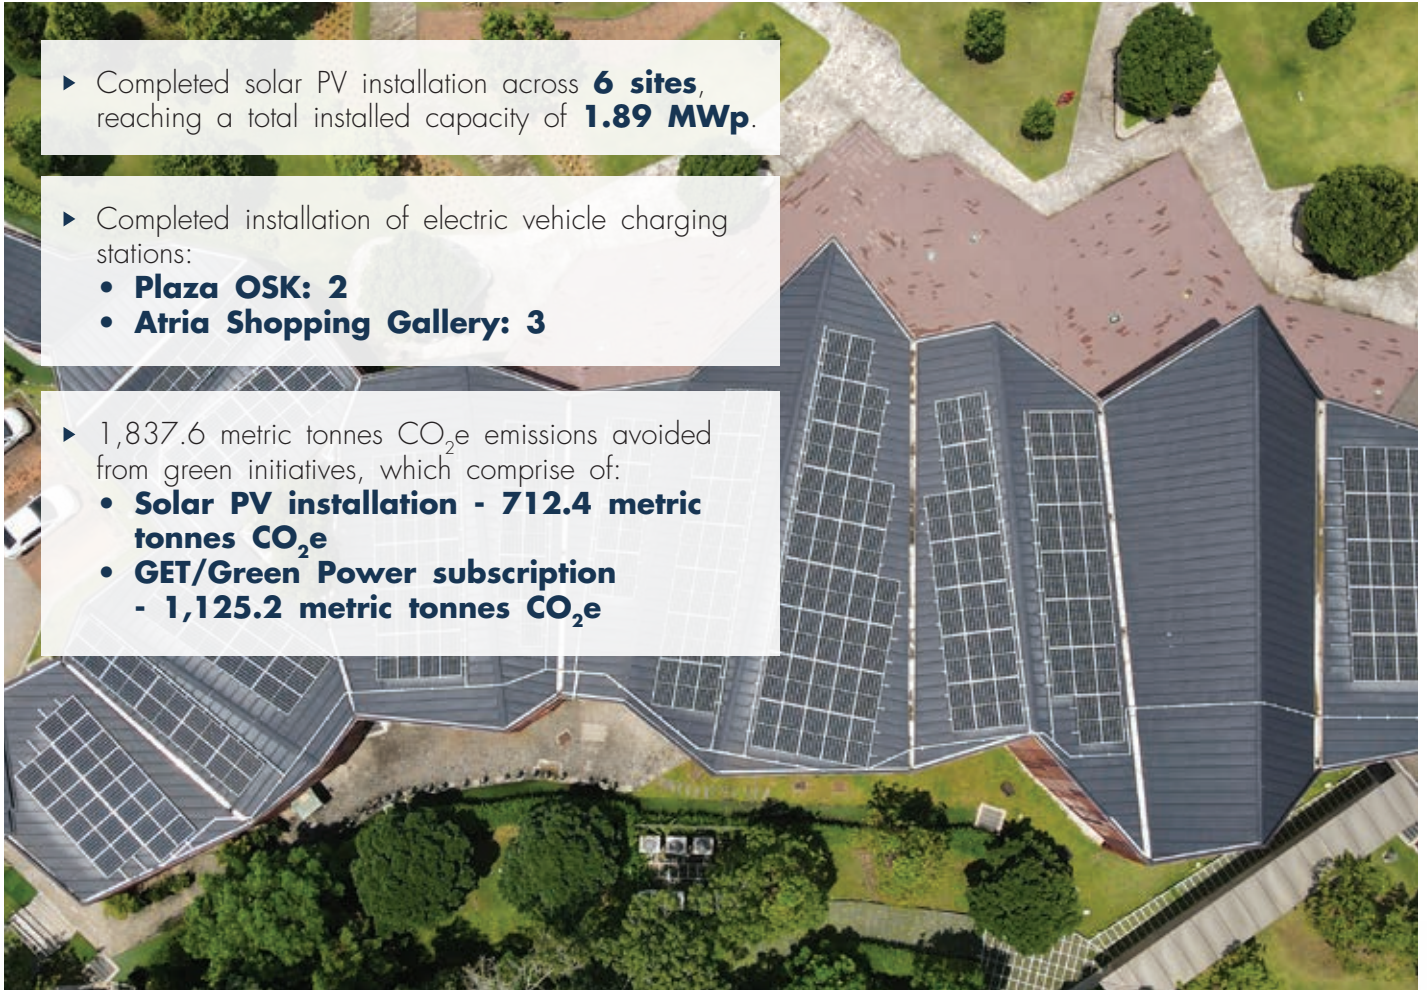 ▸ Completed solar PV installation across 6 sites,
reaching a total installed capacity of 1.89 MWp.
▸ Completed installation of electric vehicle charging
stations:
• Plaza OSK: 2
• Atria Shopping Gallery: 3
▸ 1,837.6 metric tonnes CO₂e emissions avoided
from green initiatives, which comprise of:
• Solar PV installation - 712.4 metric
tonnes CO₂e
• GET/Green Power subscription
- 1,125.2 metric tonnes CO₂e